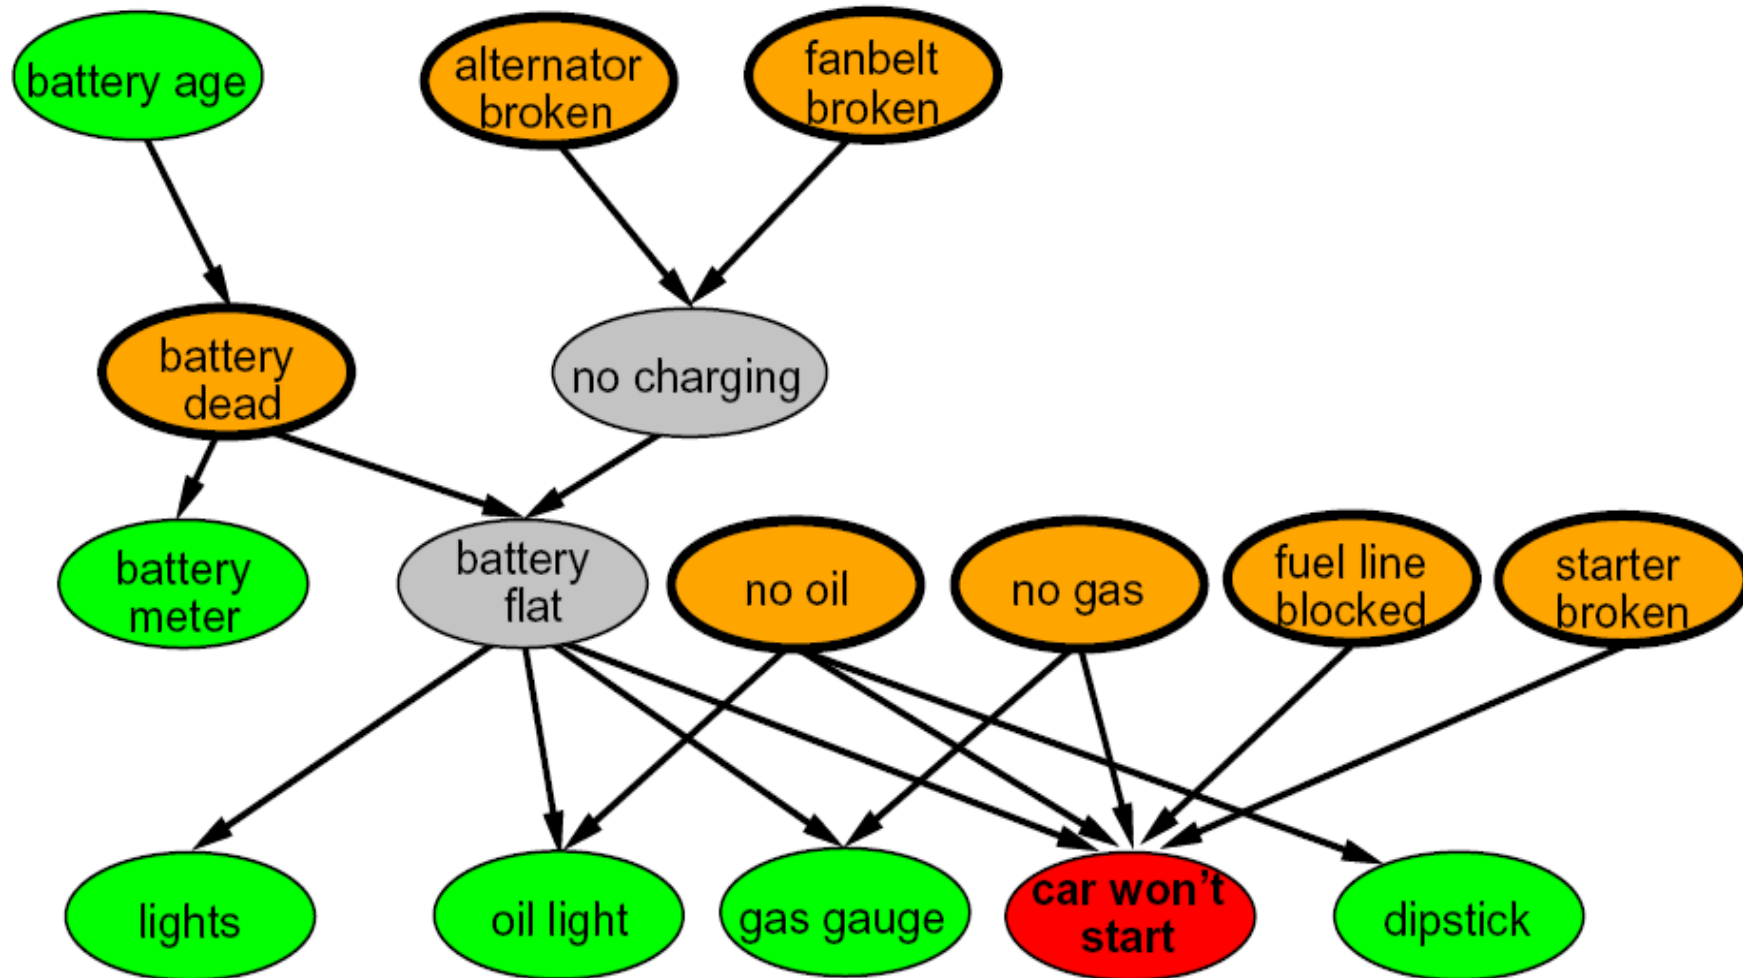 battery age
alternator
broken
fanbelt
broken
battery
dead
no charging
battery
meter
battery
flat
no oil
no gas
fuel line
blocked
starter
broken
lights
oil light
gas gauge
car won't
start
dipstick